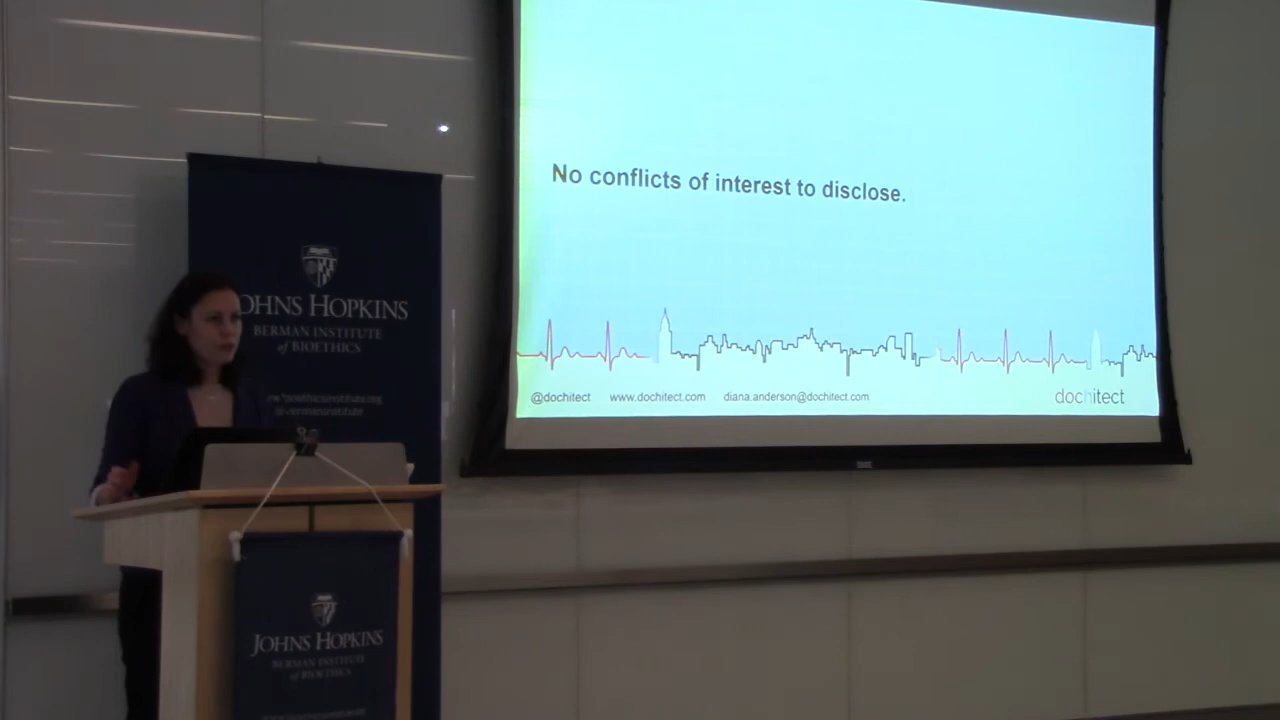 No conflicts of interest to disclose.
@dochitect www.dochitect.com diana.anderson@dochitect.com
dochitect
JOHNS HOPKINS
BERMAN INSTITUTE
of BIOETHICS
JOHNS HOPKINS
BERMAN INSTITUTE
of BIOETHICS